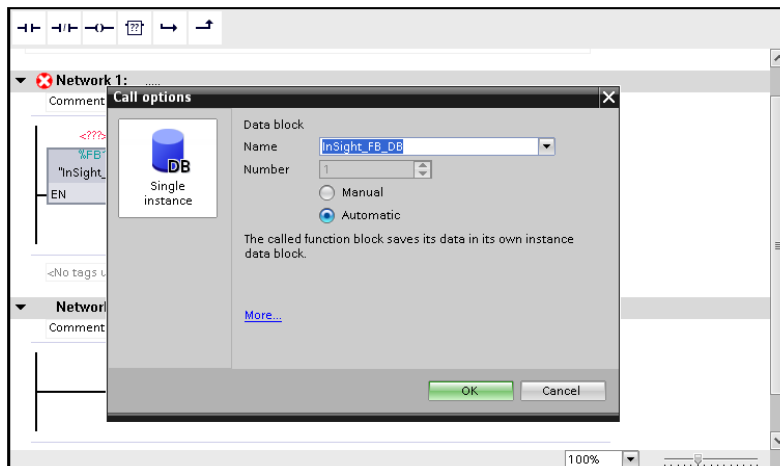 Network 1: .....
Comment
Call options
<???>
%FB
"InSight_
EN
<No tags u
DB
Single
instance
Data block
Name
InSight_FB_DB
Number
1
Manual
Automatic
The called function block saves its data in its own instance
data block.
More...
OK
Cancel
Networ
Comment
100%